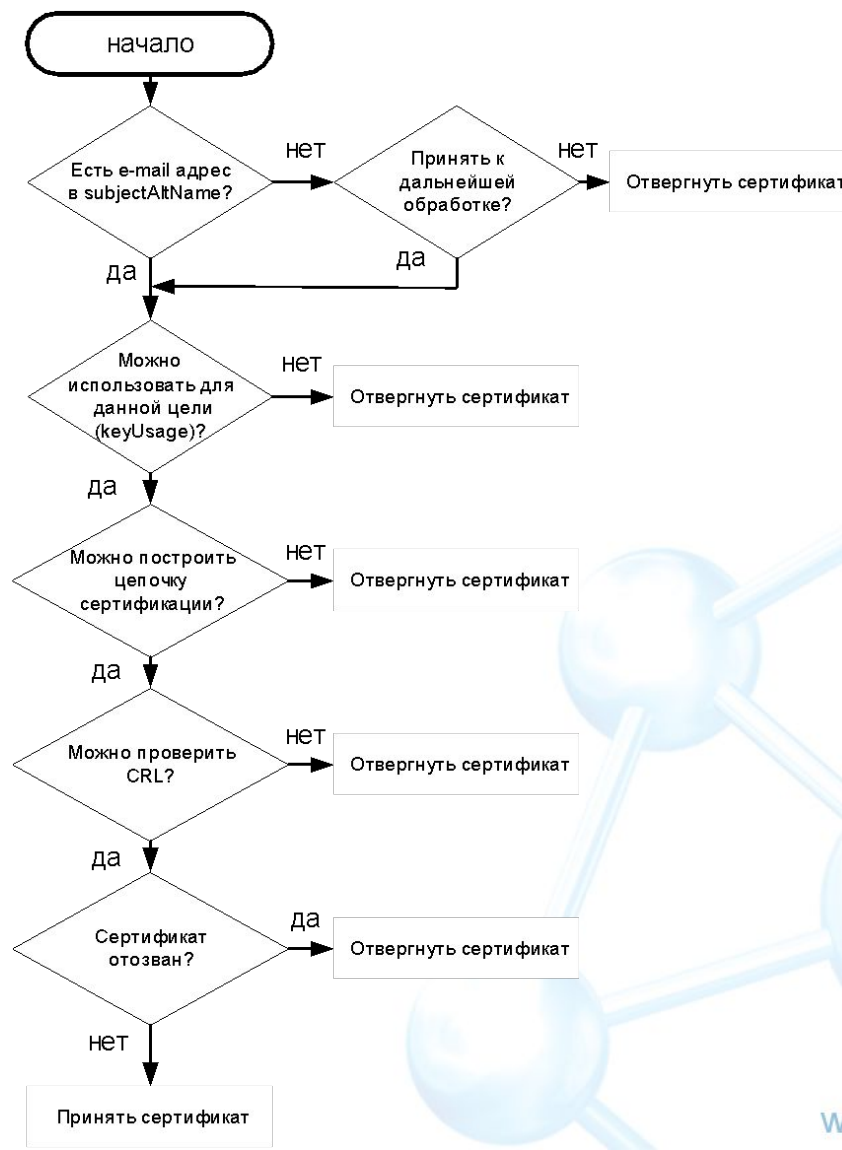 начало
Есть e-mail адрес
в subjectAltName?
нет
Принять к
дальнейшей
обработке?
нет
Отвергнуть сертификат
да
да
Можно
использовать для
данной цели
(keyUsage)?
нет
Отвергнуть сертификат
да
Можно построить
цепочку
сертификации?
нет
Отвергнуть сертификат
да
Можно проверить
CRL?
нет
Отвергнуть сертификат
да
Сертификат
отозван?
да
Отвергнуть сертификат
нет
Принять сертификат
w